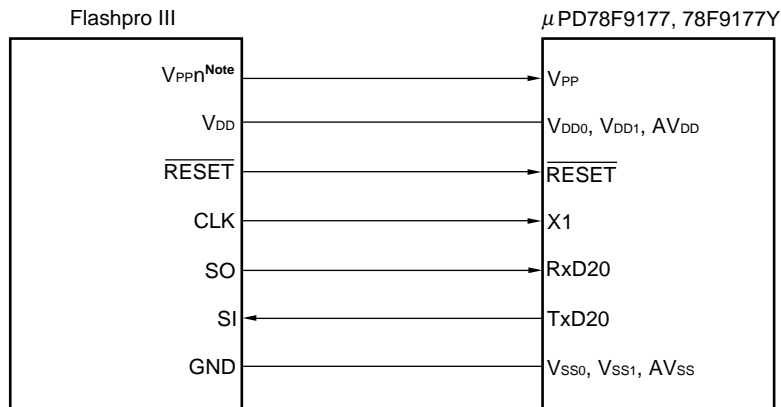 Flashpro III
μPD78F9177, 78F9177Y
VPPnNote
VPP
VDD
VDD0, VDD1, AVDD
RESET
RESET
CLK
X1
SO
RxD20
SI
TxD20
GND
VSS0, VSS1, AVSS